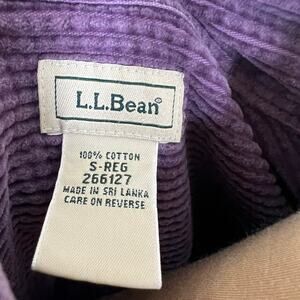 L.L.Bean®
100% COTTON
S-REG
266127
MADE IN SRI LANKA
CARE ON REVERSE